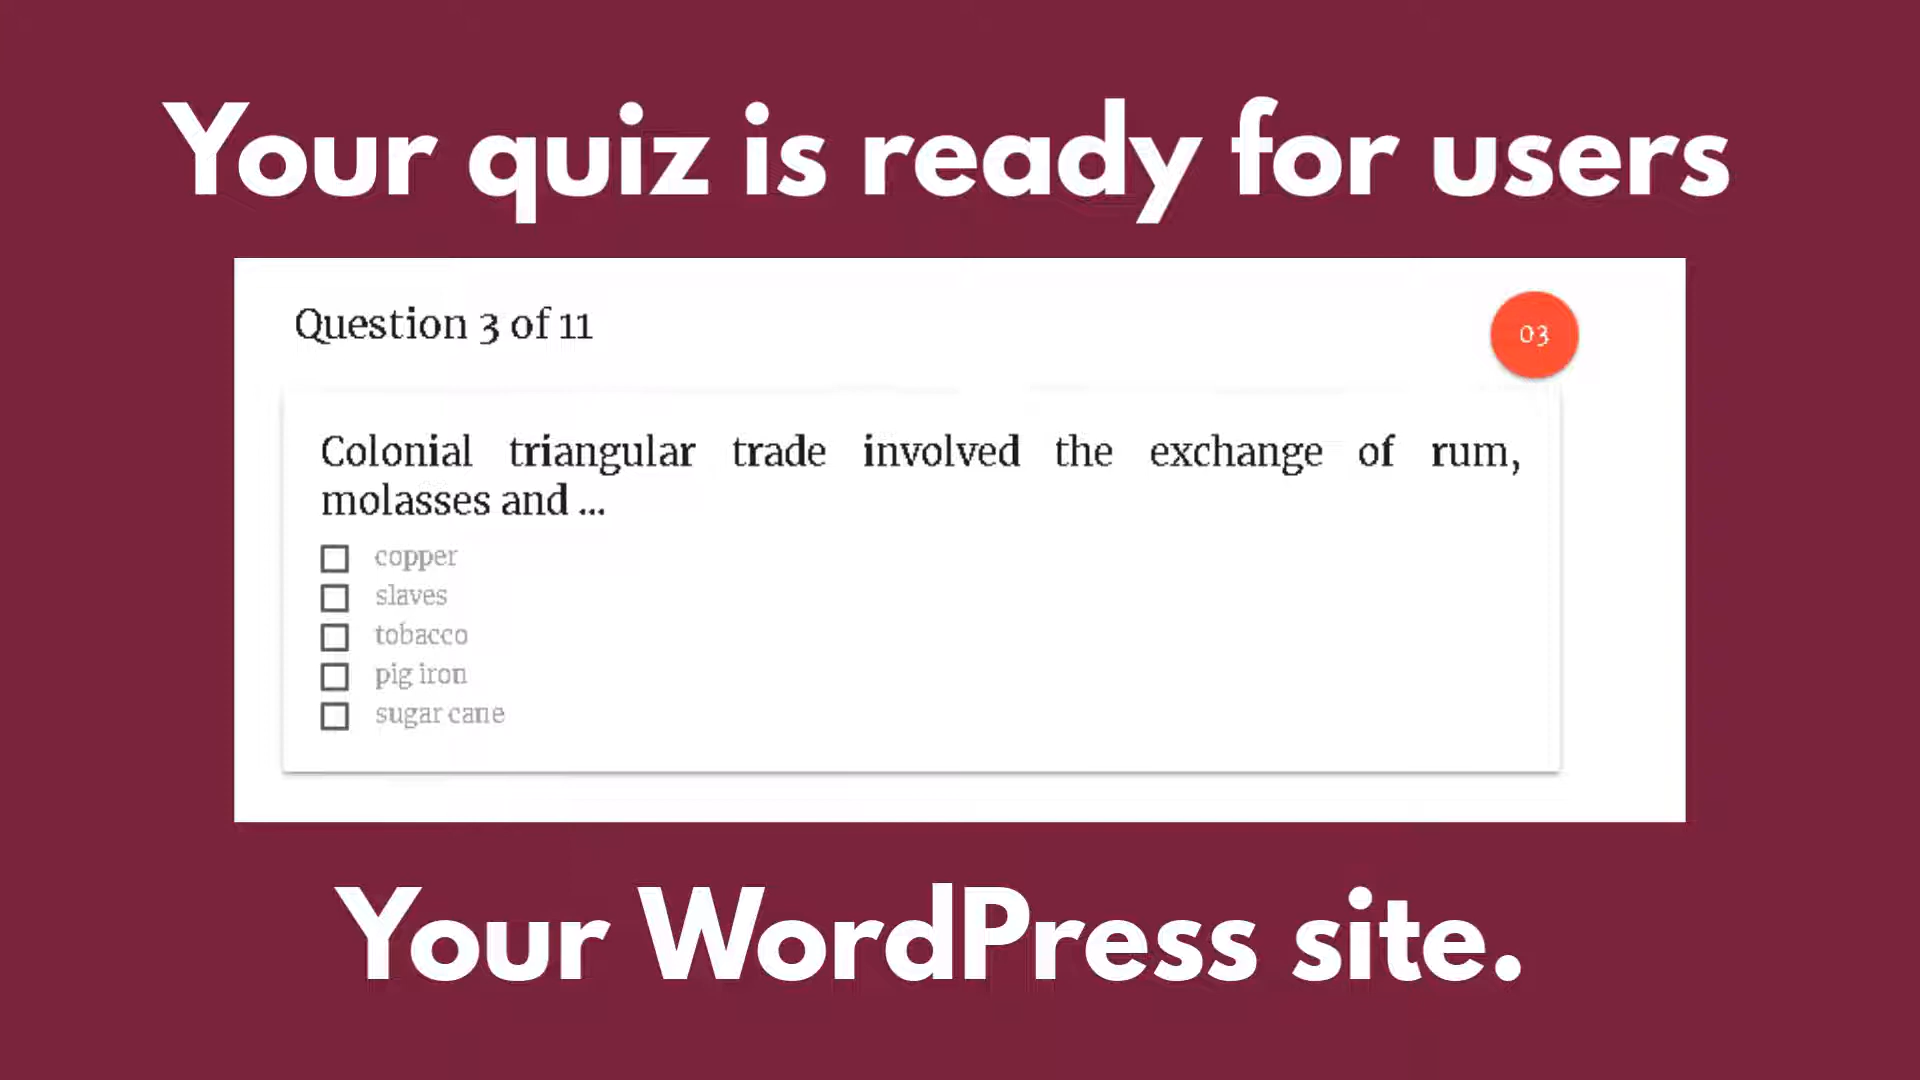 Your quiz is ready for users
Question 3 of 11
03
Colonial triangular trade involved the exchange of rum,
molasses and ...
copper
slaves
tobacco
pig iron
sugar cane
Your WordPress site.